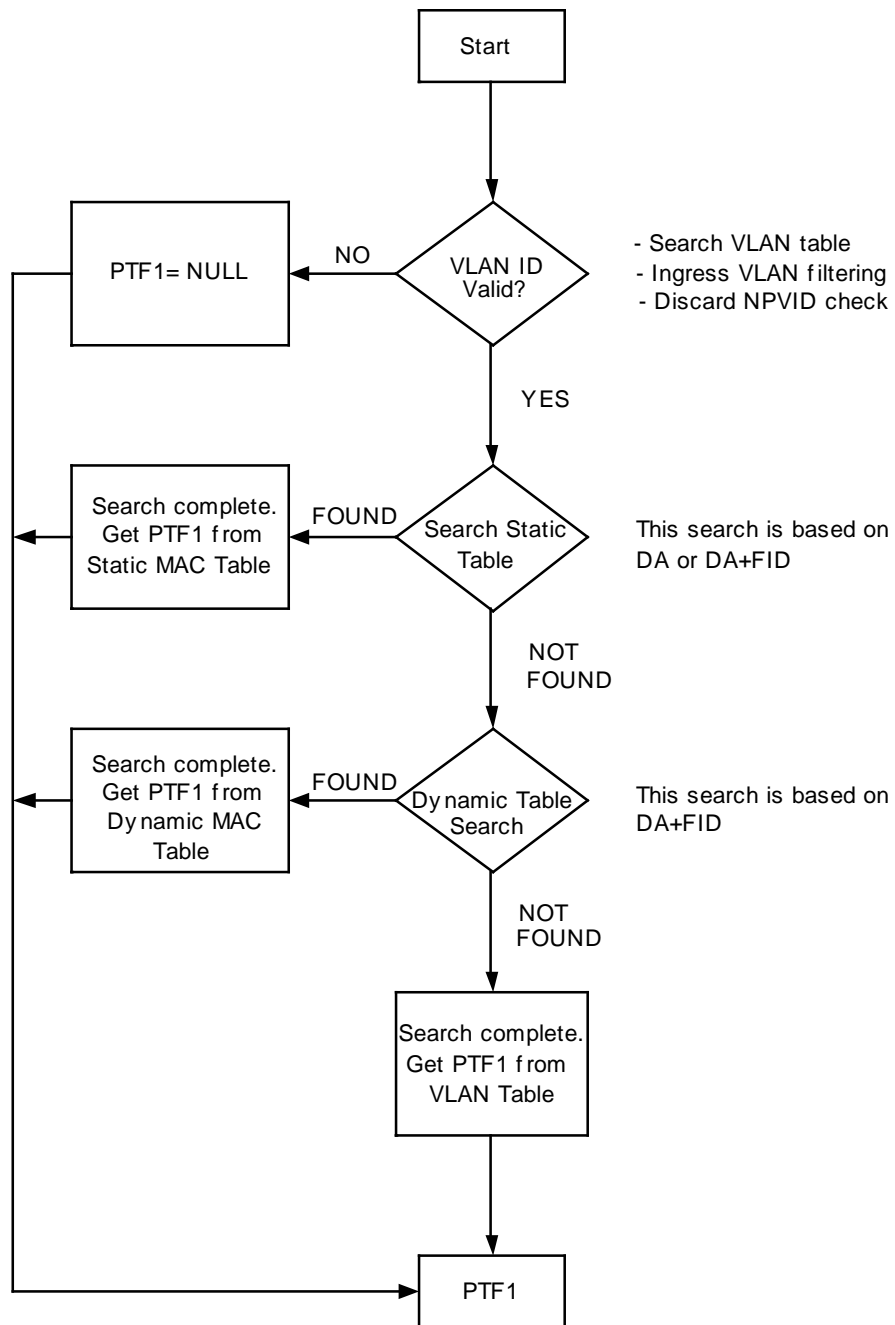 Start
PTF1= NULL
NO
VLAN ID
Valid?
- Search VLAN table
- Ingress VLAN filtering
- Discard NPVID check
YES
Search complete.
Get PTF1 from
Static MAC Table
FOUND
Search Static
Table
This search is based on
DA or DA+FID
NOT
FOUND
Search complete.
Get PTF1 from
Dynamic MAC
Table
FOUND
Dynamic Table
Search
This search is based on
DA+FID
NOT
FOUND
Search complete.
Get PTF1 from
VLAN Table
PTF1